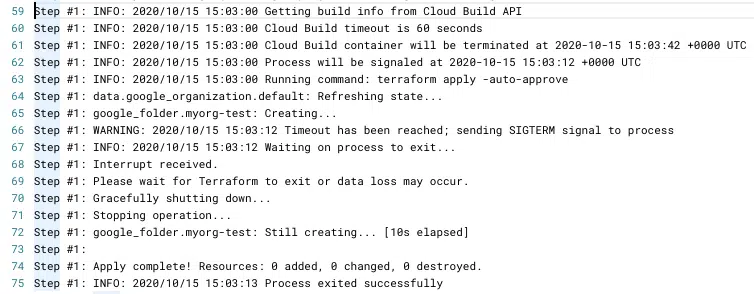 59 Step #1: INFO: 2020/10/15 15:03:00 Getting build info from Cloud Build API
60 Step #1: INFO: 2020/10/15 15:03:00 Cloud Build timeout is 60 seconds
61 Step #1: INFO: 2020/10/15 15:03:00 Cloud Build container will be terminated at 2020-10-15 15:03:42 +0000 UTC
62 Step #1: INFO: 2020/10/15 15:03:00 Process will be signaled at 2020-10-15 15:03:12 +0000 UTC
63 Step #1: INFO: 2020/10/15 15:03:00 Running command: terraform apply -auto-approve
64 Step #1: data.google_organization.default: Refreshing state...
65 Step #1: google_folder.myorg-test: Creating...
66 Step #1: WARNING: 2020/10/15 15:03:12 Timeout has been reached; sending SIGTERM signal to process
67 Step #1: INFO: 2020/10/15 15:03:12 Waiting on process to exit...
68 Step #1: Interrupt received.
69 Step #1: Please wait for Terraform to exit or data loss may occur.
70 Step #1: Gracefully shutting down...
71 Step #1: Stopping operation...
72 Step #1: google_folder.myorg-test: Still creating... [10s elapsed]
73 Step #1:
74 Step #1: Apply complete! Resources: 0 added, 0 changed, 0 destroyed.
75 Step #1: INFO: 2020/10/15 15:03:13 Process exited successfully